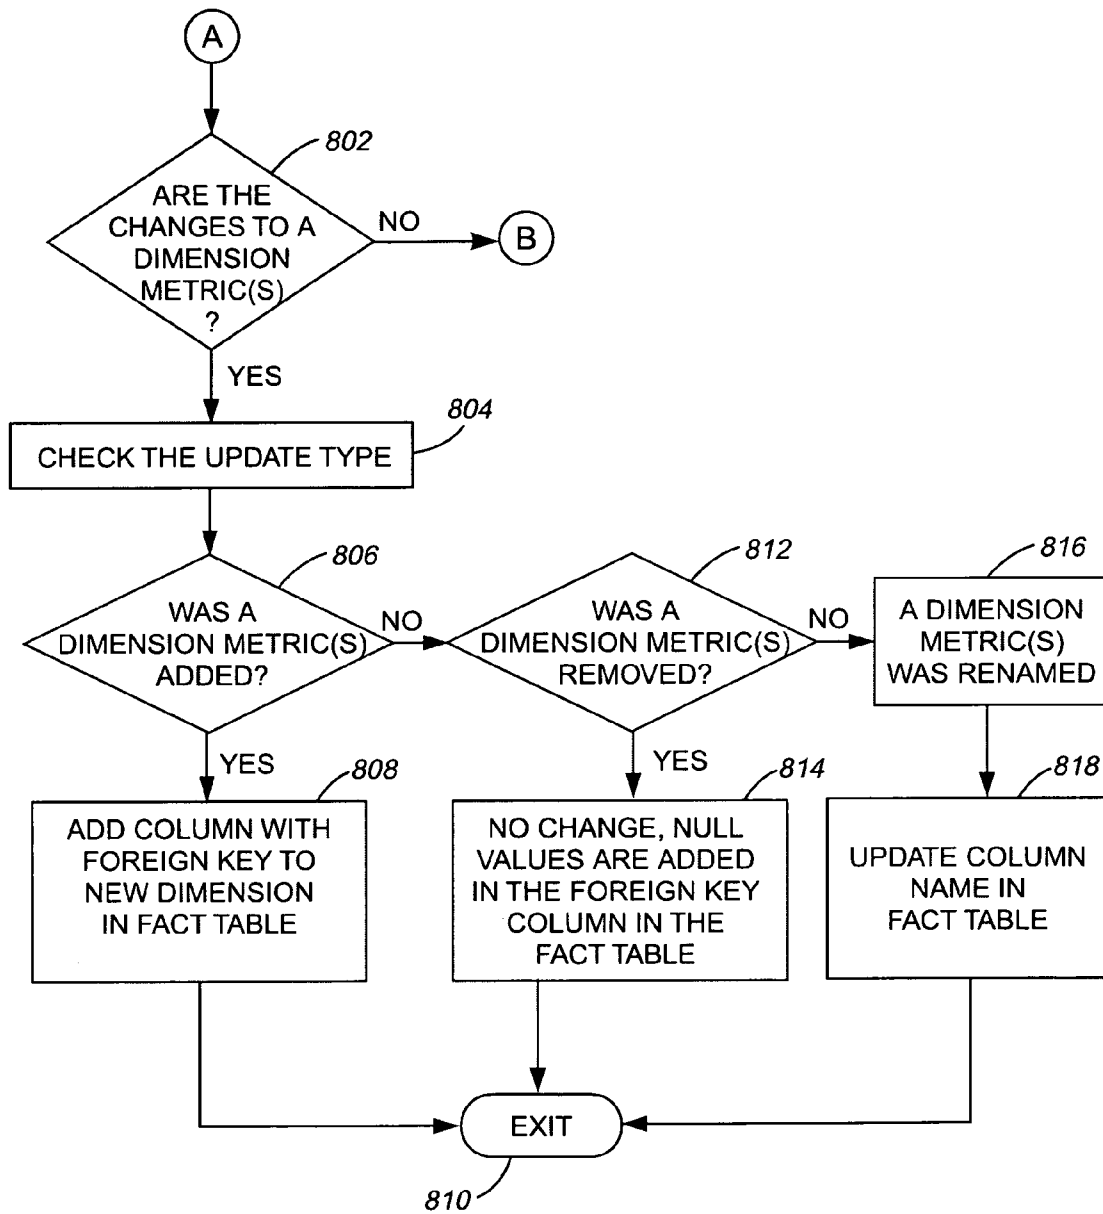 A
802
ARE THE
CHANGES TO A
DIMENSION
METRIC(S)
?
NO
B
YES
804
CHECK THE UPDATE TYPE
806
WAS A
DIMENSION METRIC(S)
ADDED?
NO
812
WAS A
DIMENSION METRIC(S)
REMOVED?
NO
816
A DIMENSION
METRIC(S)
WAS RENAMED
YES
808
ADD COLUMN WITH
FOREIGN KEY TO
NEW DIMENSION
IN FACT TABLE
YES
814
NO CHANGE, NULL
VALUES ARE ADDED
IN THE FOREIGN KEY
COLUMN IN THE
FACT TABLE
818
UPDATE COLUMN
NAME IN
FACT TABLE
EXIT
810